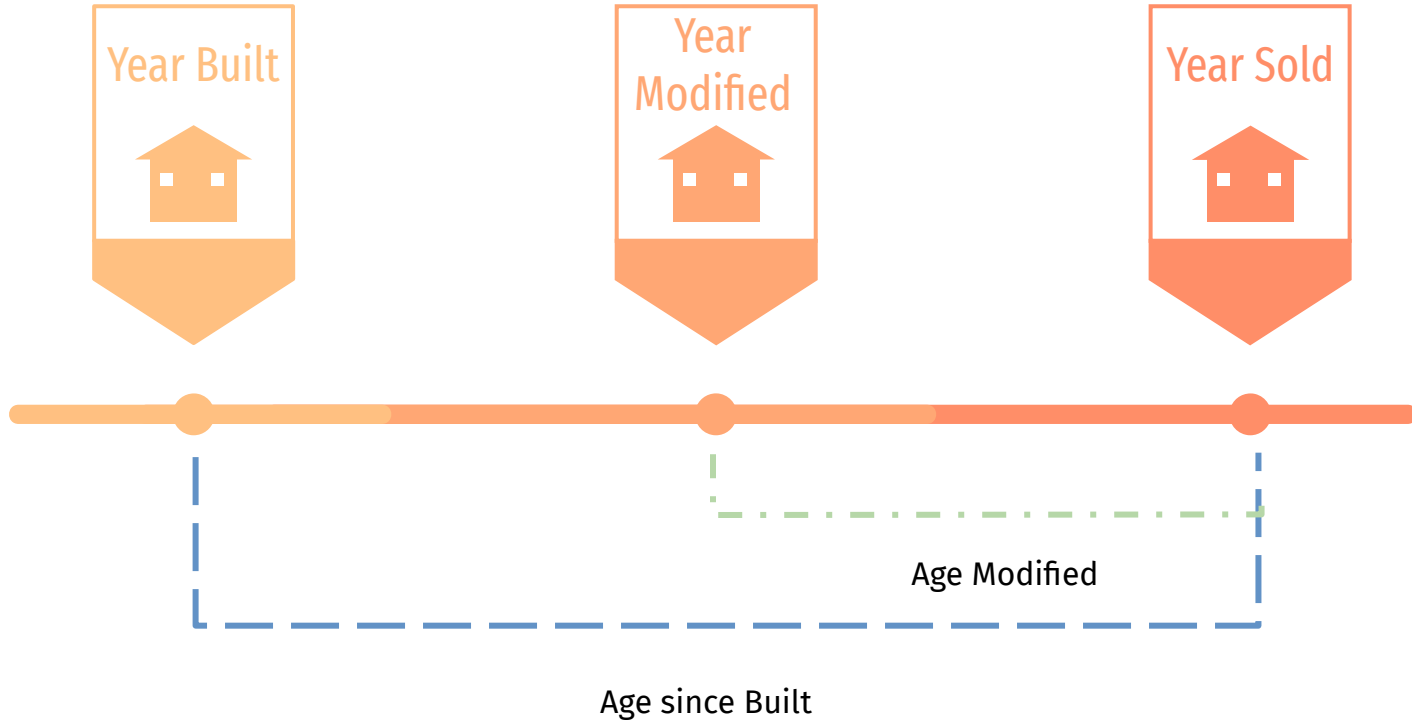 Year Built
Year
Modified
Year Sold
Age Modified
Age since Built